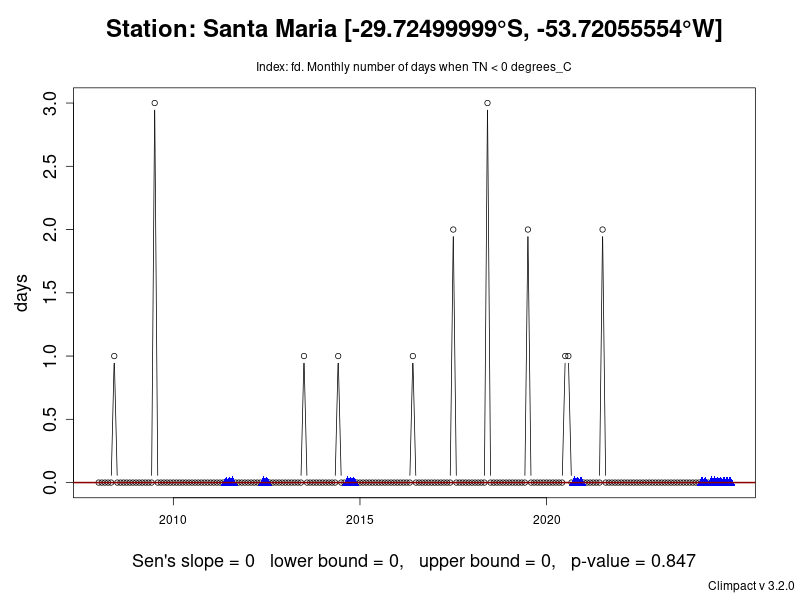 Station: Santa Maria [-29.72499999°S, -53.72055554°W]
Index: fd. Monthly number of days when TN < 0 degrees_C
3.0
2.5
2.0
1.5
1.0
0.5
0.0
days
2010 2015 2020
Sen's slope = 0 lower bound = 0, upper bound = 0, p-value = 0.847
Climpact v 3.2.0